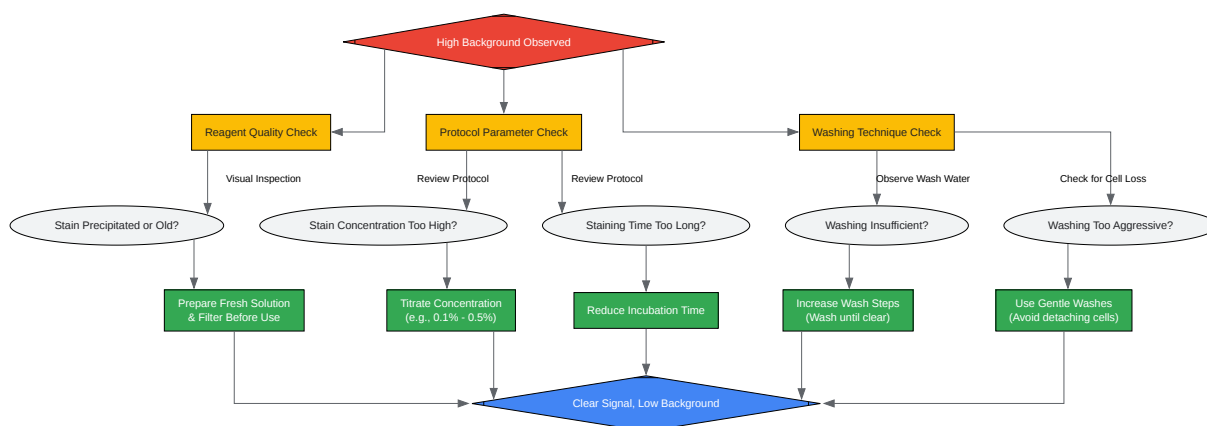 High Background Observed
Reagent Quality Check
Protocol Parameter Check
Washing Technique Check
Visual Inspection
Review Protocol
Review Protocol
Observe Wash Water
Check for Cell Loss
Stain Precipitated or Old?
Stain Concentration Too High?
Staining Time Too Long?
Washing Insufficient?
Washing Too Aggressive?
Prepare Fresh Solution
& Filter Before Use
Titrate Concentration
(e.g., 0.1% - 0.5%)
Reduce Incubation Time
Increase Wash Steps
(Wash until clear)
Use Gentle Washes
(Avoid detaching cells)
Clear Signal, Low Background